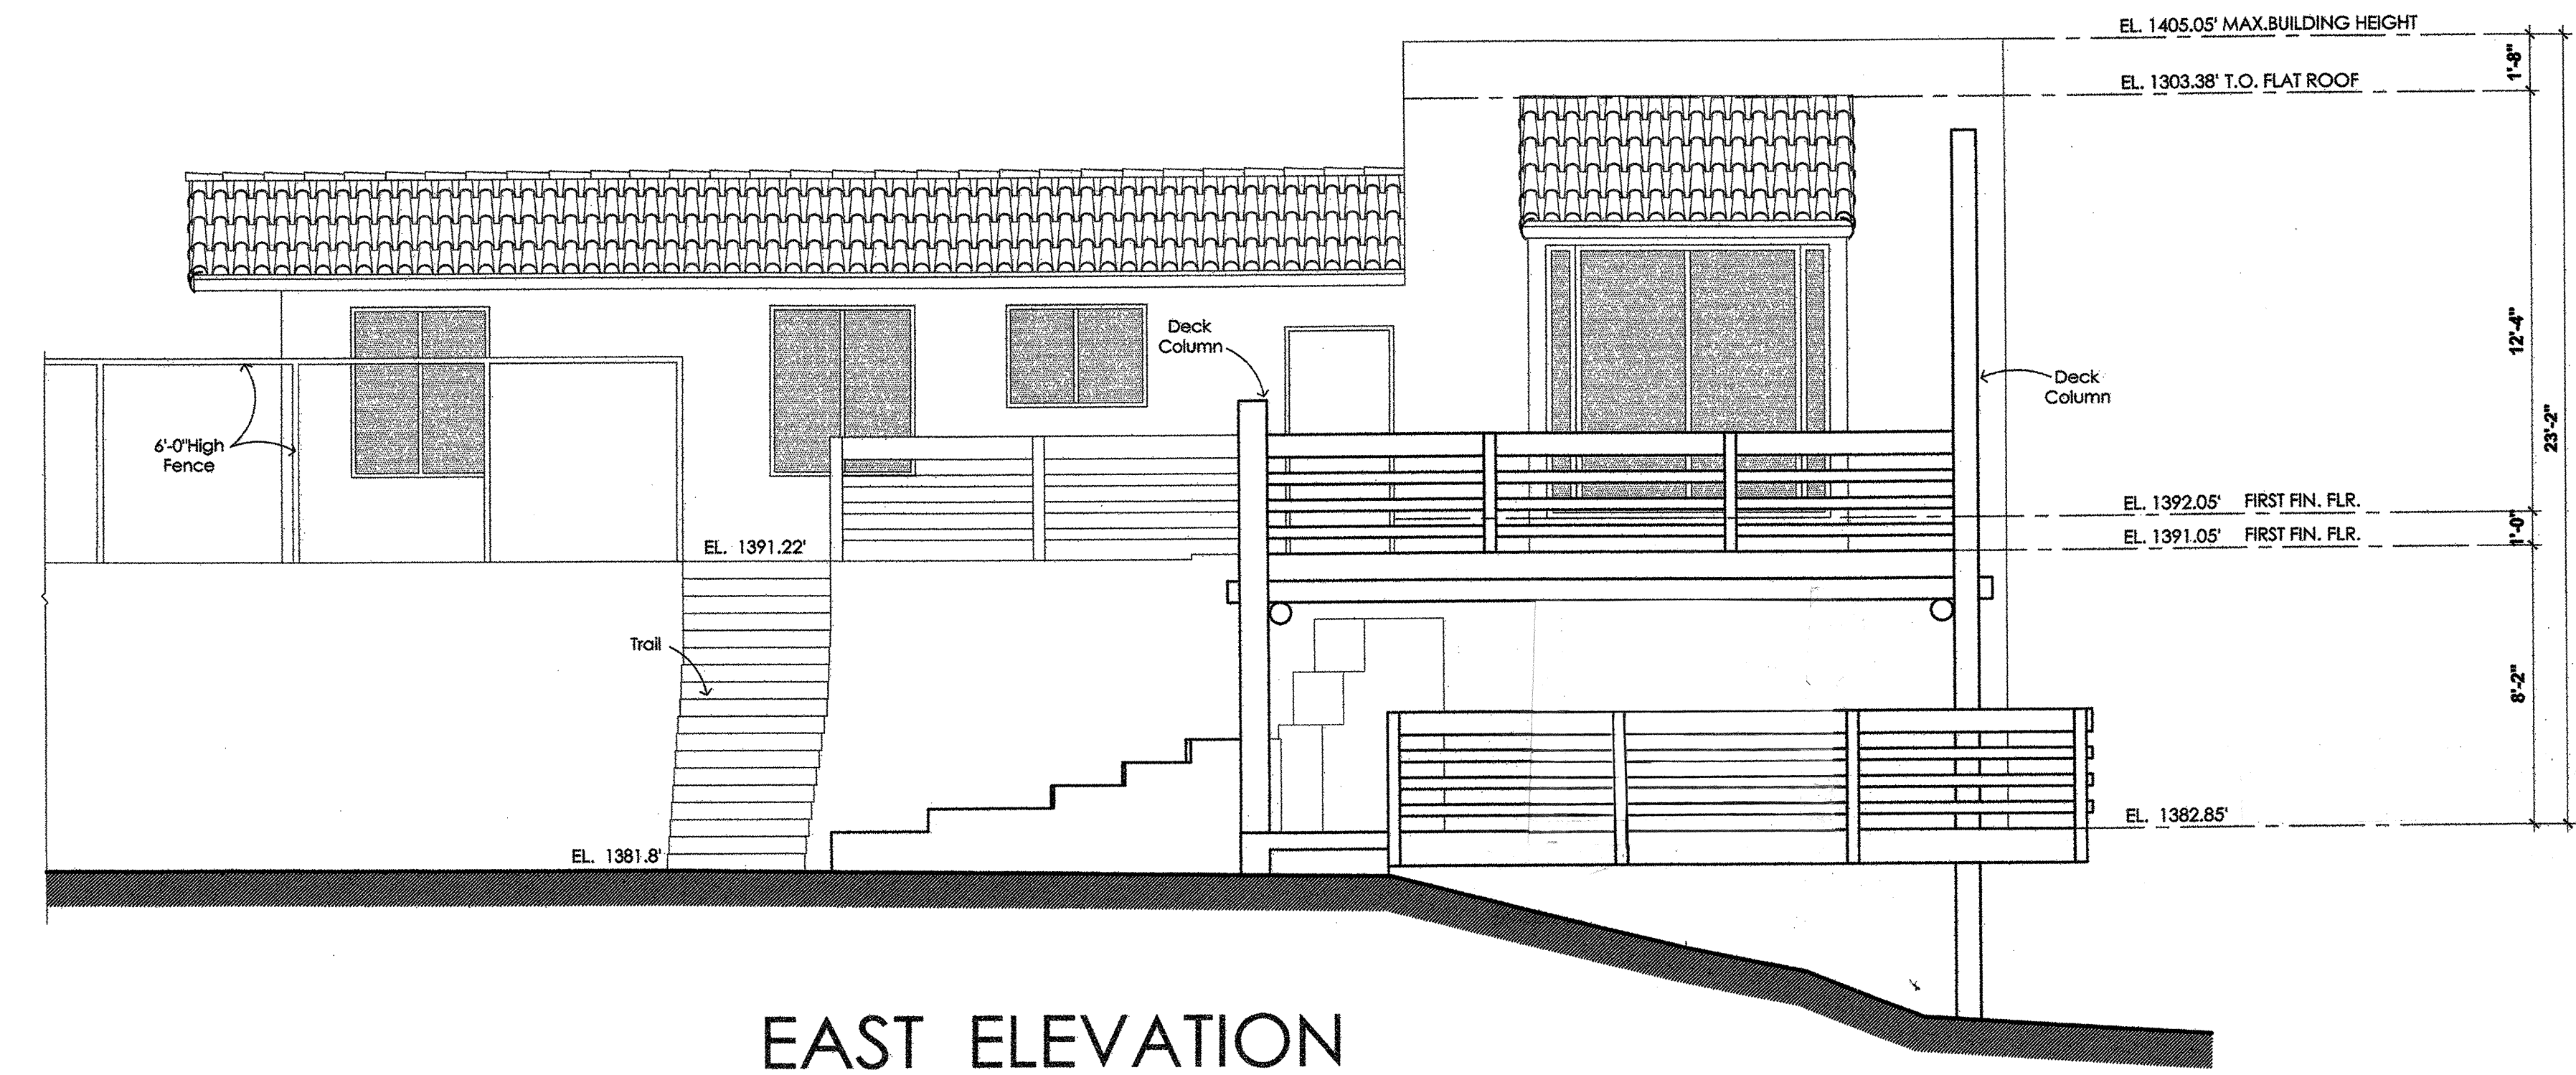 EL. 1405.05' MAX.BUILDING HEIGHT
1'-8"
EL. 1303.38' T.O. FLAT ROOF
12'-4"
Deck
Column
Deck
Column
23'-2"
6'-0"High
Fence
EL. 1392.05' FIRST FIN. FLR.
1'-0"
EL. 1391.05' FIRST FIN. FLR.
EL. 1391.22'
Trail
8'-2"
EL. 1382.85'
EL. 1381.8'
EAST ELEVATION